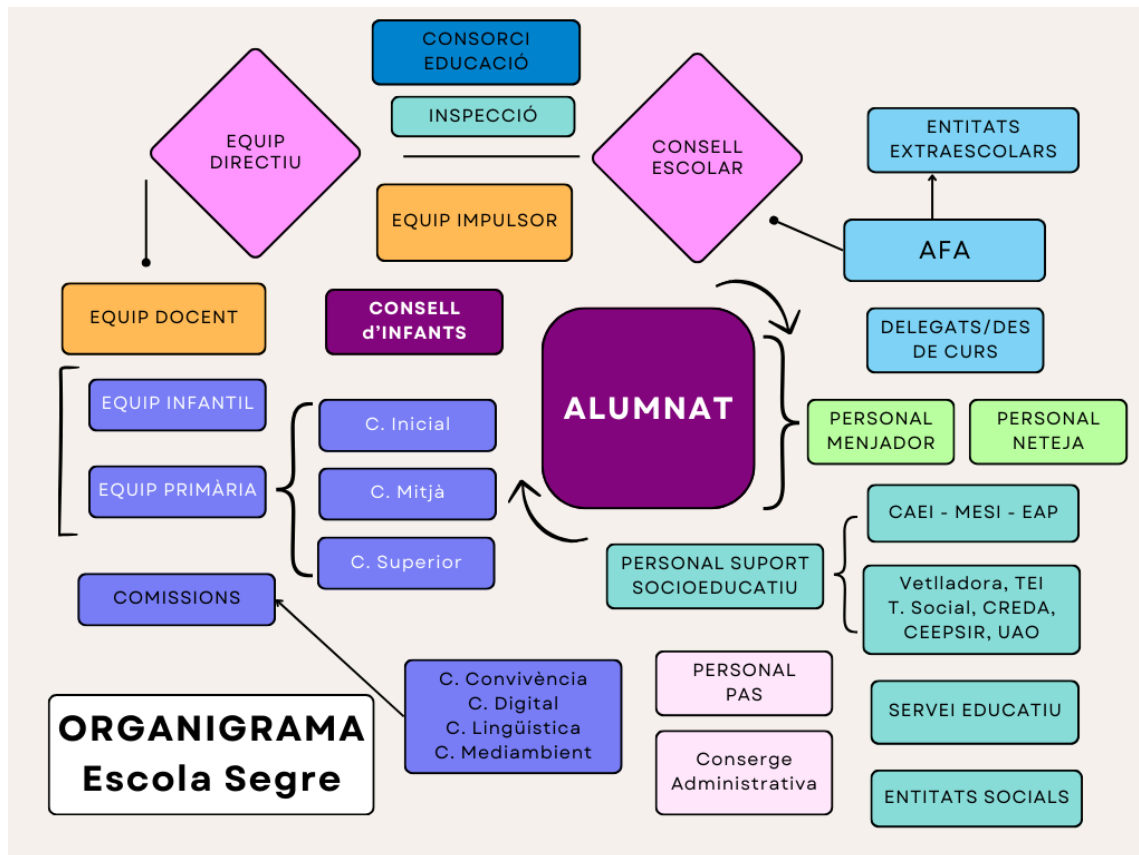 CONSORCI
EDUCACIÓ
INSPECCIÓ
EQUIP
DIRECTIU
CONSELL
ESCOLAR
ENTITATS
EXTRAESCOLARS
EQUIP IMPULSOR
AFA
EQUIP DOCENT
CONSELL
d'INFANTS
DELEGATS/DES
DE CURS
ALUMNAT
EQUIP INFANTIL
EQUIP PRIMÀRIA
C. Inicial
C. Mitjà
C. Superior
PERSONAL
MENJADOR
PERSONAL
NETEJA
CAEI - MESI - EAP
PERSONAL SUPORT
SOCIOEDUCATIU
Vetlladora, TEI
T. Social, CREDA,
CEEPSIR, UAO
COMISSIONS
C. Convivència
C. Digital
C. Lingüistica
C. Mediambient
PERSONAL
PAS
Conserge
Administrativa
SERVEI EDUCATIU
ENTITATS SOCIALS
ORGANIGRAMA
Escola Segre